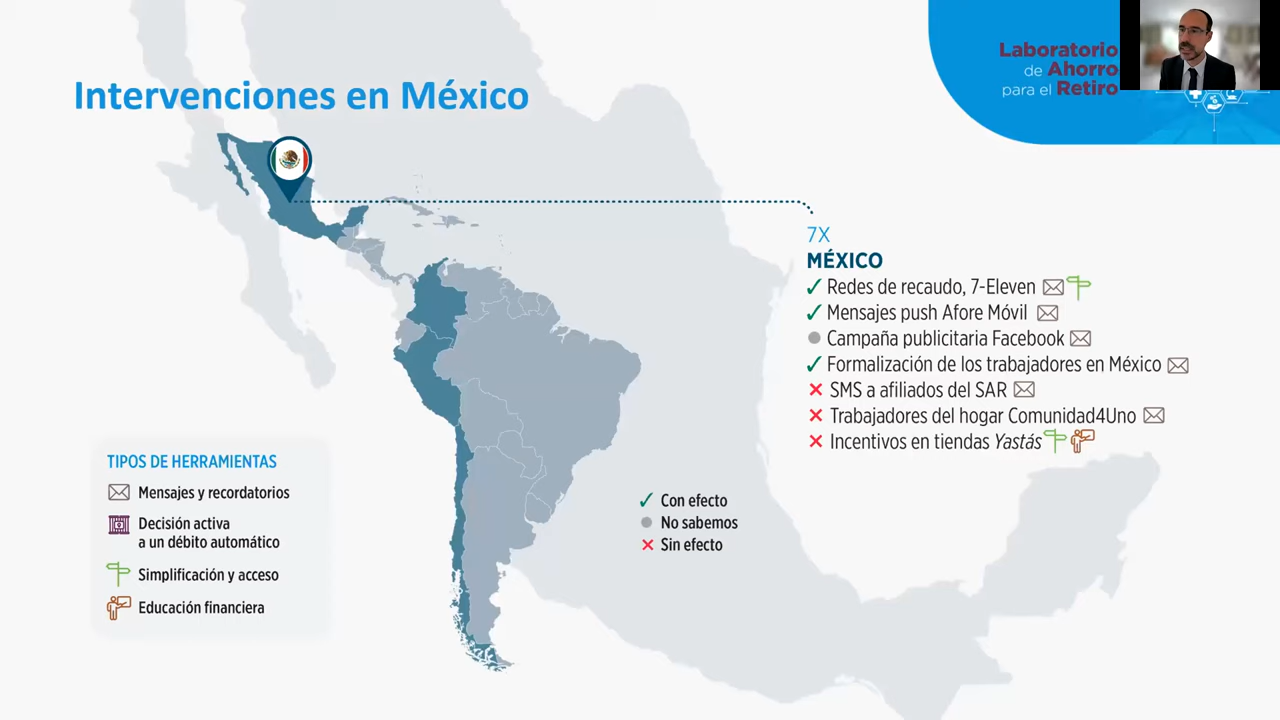 Intervenciones en México
Laboratorio
de Ahorro
para el Retiro
7X
MÉXICO
Redes de recaudo, 7-Eleven
Mensajes push Afore Móvil
Campaña publicitaria Facebook
Formalización de los trabajadores en México
SMS a afiliados del SAR
Trabajadores del hogar Comunidad4Uno
Incentivos en tiendas Yastás
TIPOS DE HERRAMIENTAS
Mensajes y recordatorios
Decisión activa
a un débito automático
Simplificación y acceso
Educación financiera
Con efecto
No sabemos
Sin efecto